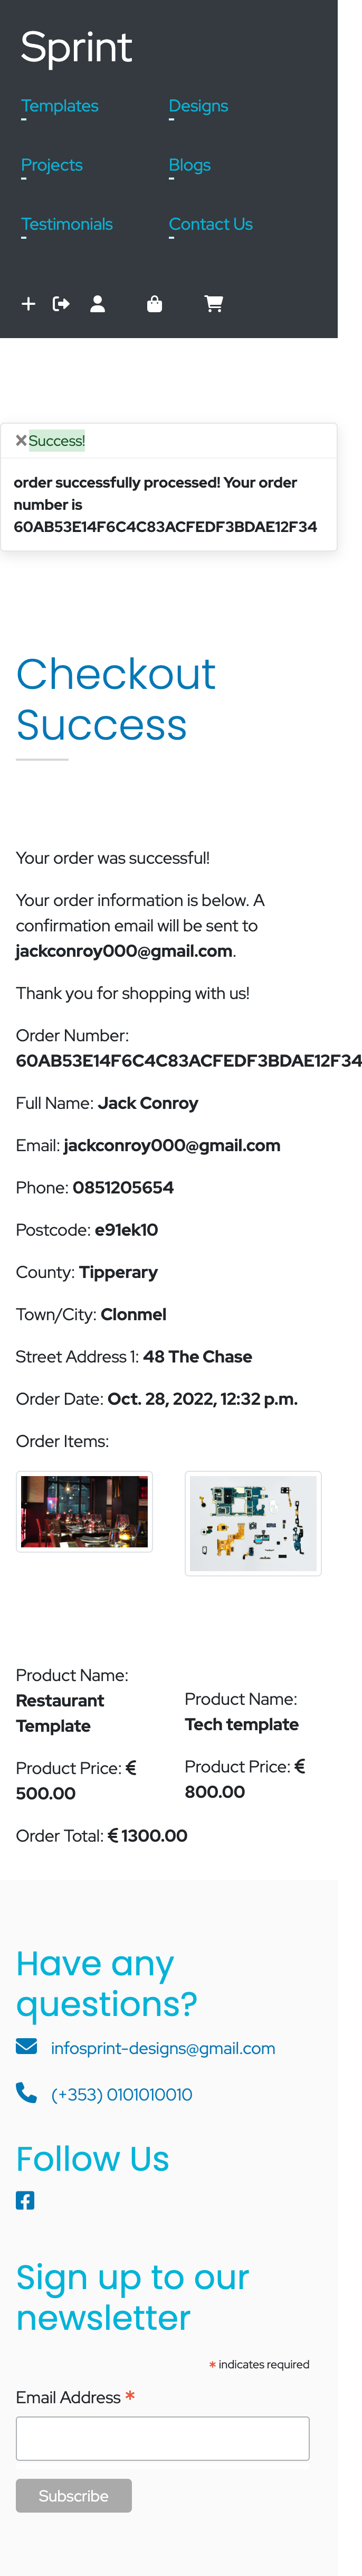 Sprint
Templates Designs
Projects Blogs
Testimonials Contact Us
Success!
order successfully processed! Your order
number is
60AB53E14F6C4C83ACFEDF3BDAE12F34
Checkout
Success
Your order was successful!
Your order information is below. A
confirmation email will be sent to
jackconroy000@gmail.com.
Thank you for shopping with us!
Order Number:
60AB53E14F6C4C83ACFEDF3BDAE12F34
Full Name: Jack Conroy
Email: jackconroy000@gmail.com
Phone: 0851205654
Postcode: e91ek10
County: Tipperary
Town/City: Clonmel
Street Address 1: 48 The Chase
Order Date: Oct. 28, 2022, 12:32 p.m.
Order Items:
Product Name:
Restaurant
Template
Product Price: €
500.00
Product Name:
Tech template
Product Price: €
800.00
Order Total: € 1300.00
Have any
questions?
infosprint-designs@gmail.com
(+353) 0101010010
Follow Us
Sign up to our
newsletter
* indicates required
Email Address *
Subscribe